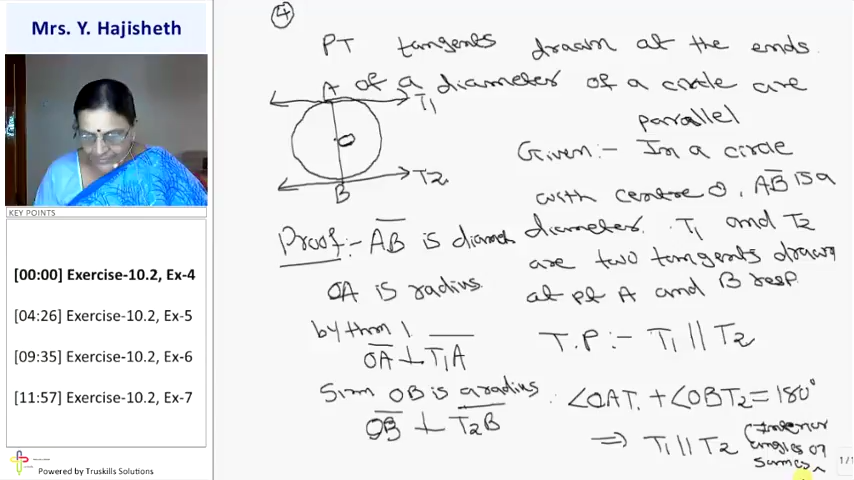 Mrs. Y. Hajisheth
KEY POINTS
[00:00] Exercise-10.2, Ex-4
[04:26] Exercise-10.2, Ex-5
[09:35] Exercise-10.2, Ex-6
[11:57] Exercise-10.2, Ex-7
Powered by Truskills Solutions
4
PT tangents drawn at the ends
of a diameter of a circle are
parallel
A
T1
O
T2
B
Given:- In a circle
with centre O, AB is a
diameter. T1 and T2
are two tangents drawn
at pt A and B resp
T.P:- T1 || T2
Proof:- AB is diamet
OA is radius.
by thm 1
OA ⊥ T1A
Sim OB is a radius.
OB ⊥ T2B
∠OAT1 + ∠OBT2 = 180°
⇒ T1 || T2 (Interior
angles on
same s
1/1